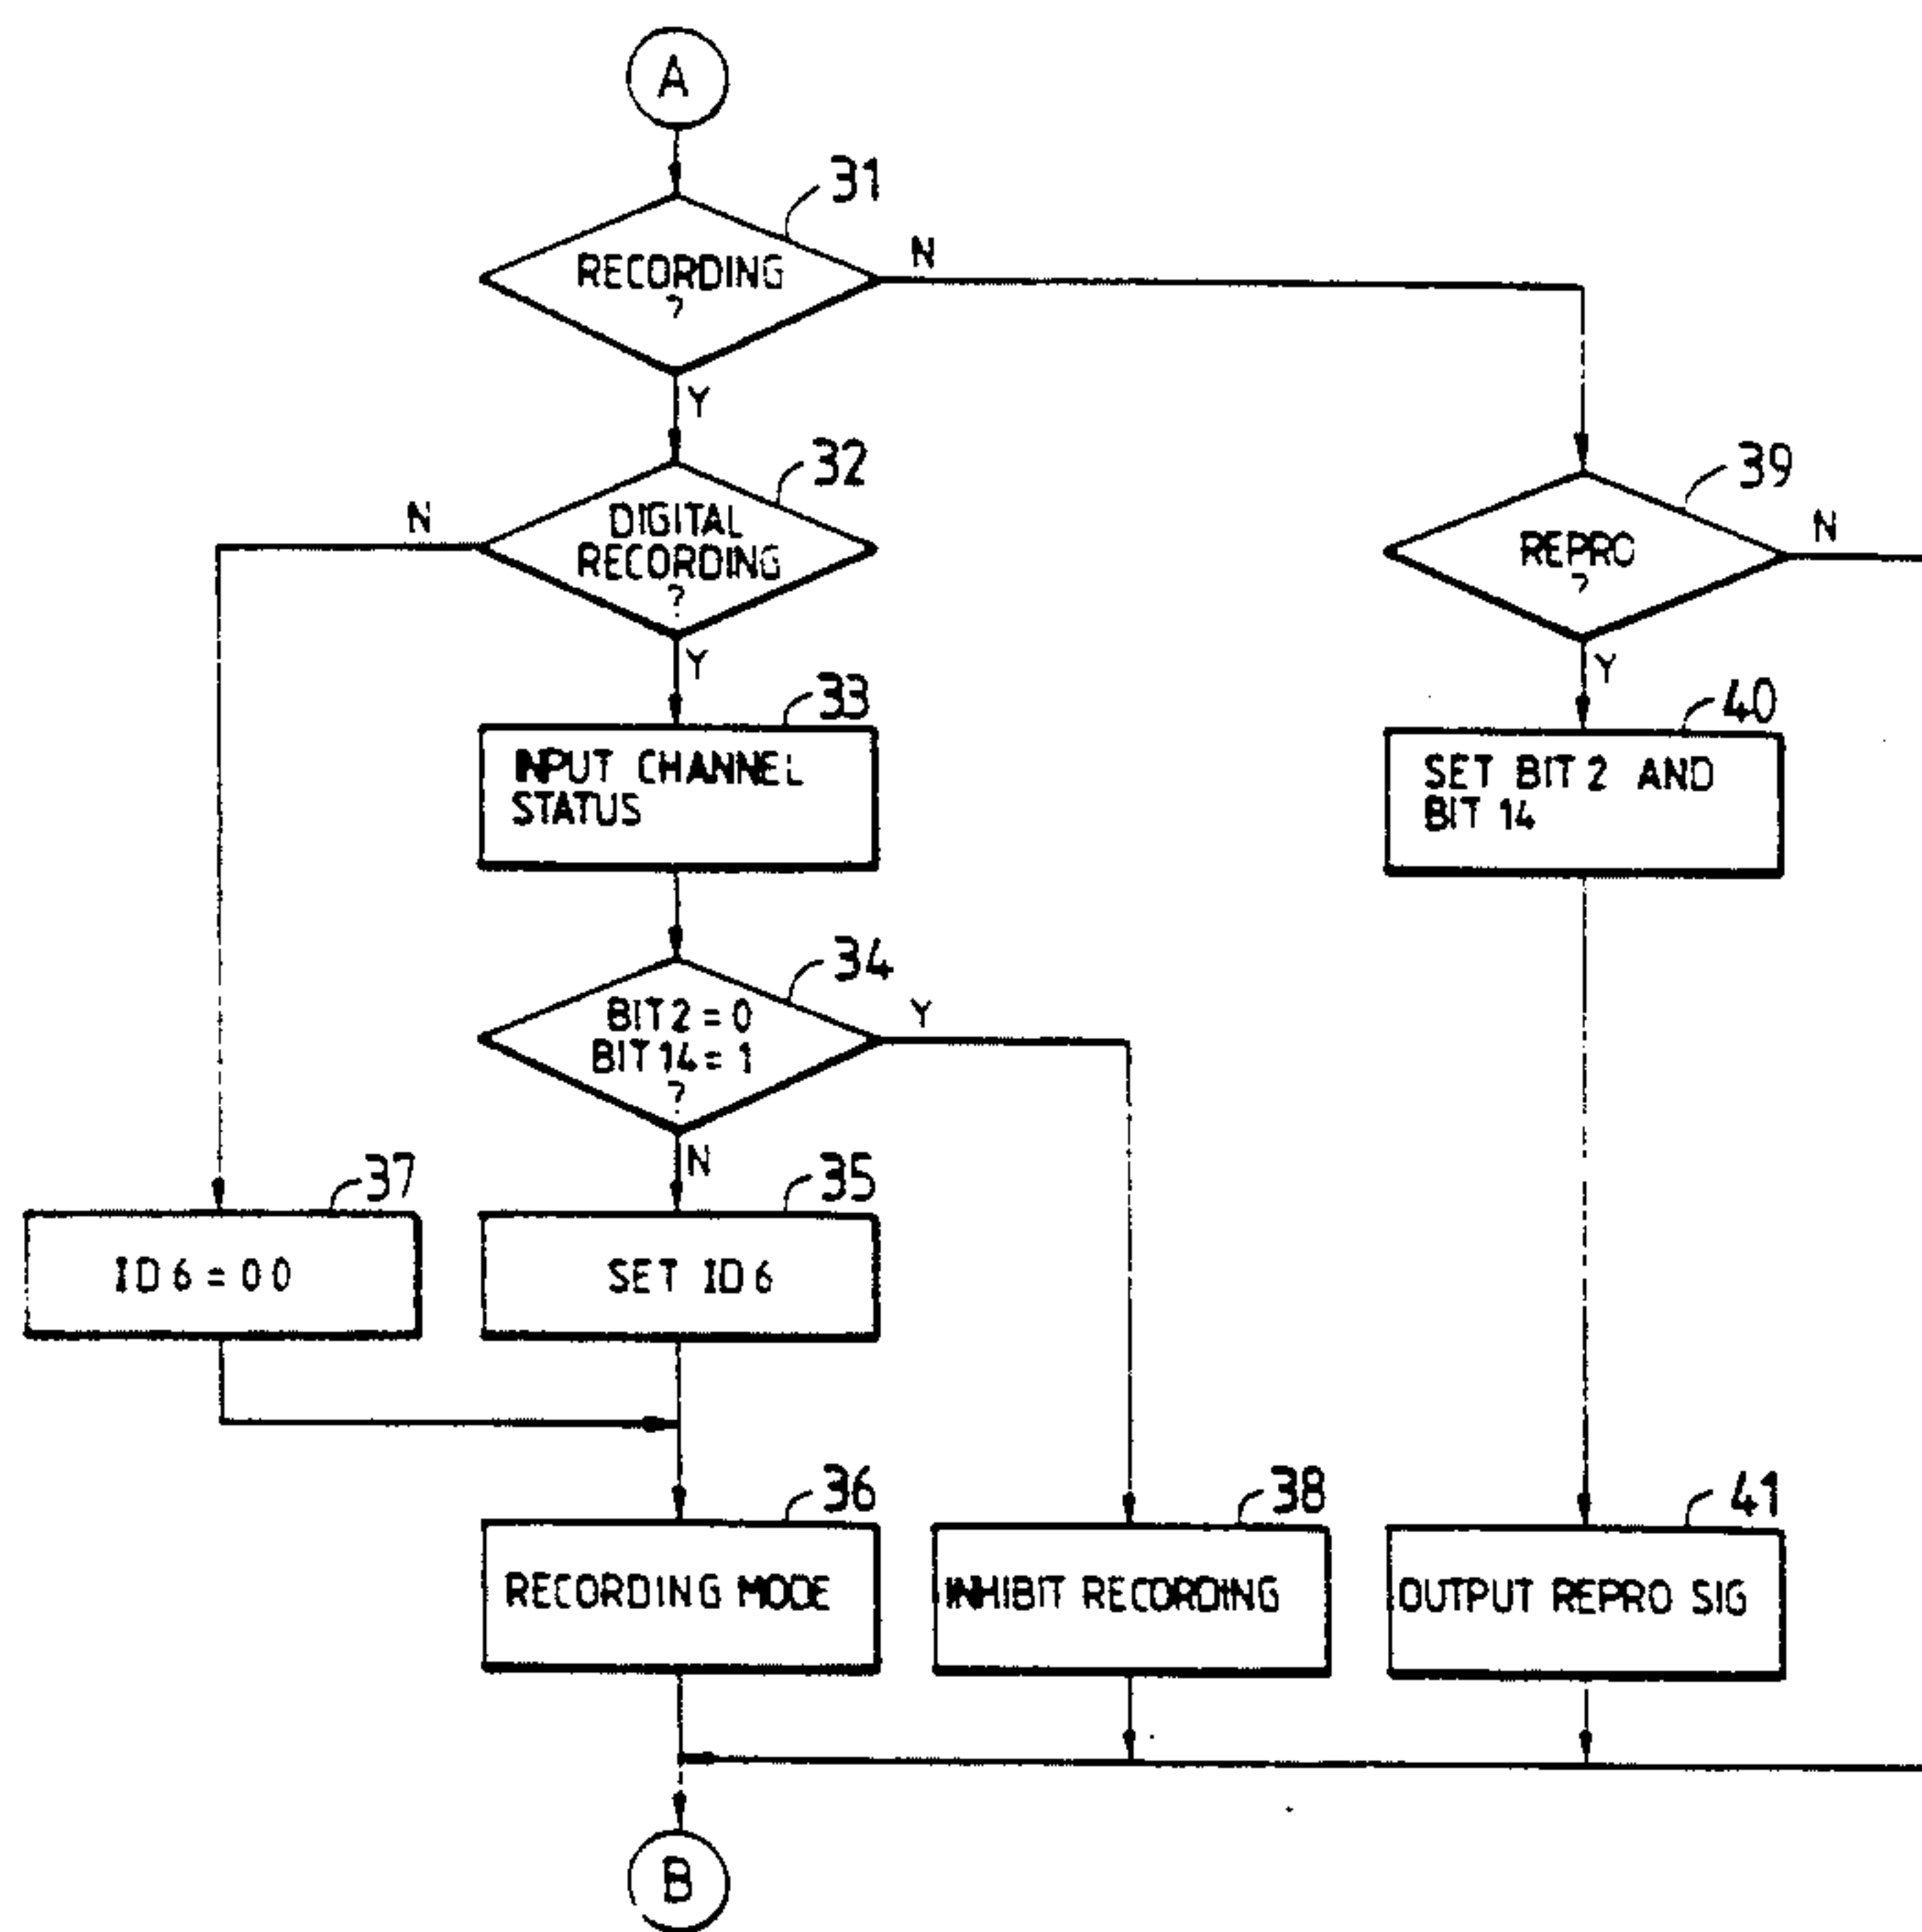 A
31
RECORDING
?
N
Y
32
DIGITAL
RECORDING
?
N
Y
39
REPRO
?
N
Y
33
INPUT CHANNEL
STATUS
40
SET BIT 2 AND
BIT 14
34
BIT 2 = 0
BIT 14 = 1
?
Y
N
37
ID 6 = 0 0
35
SET ID 6
36
RECORDING MODE
38
INHIBIT RECORDING
41
OUTPUT REPRO SIG
B